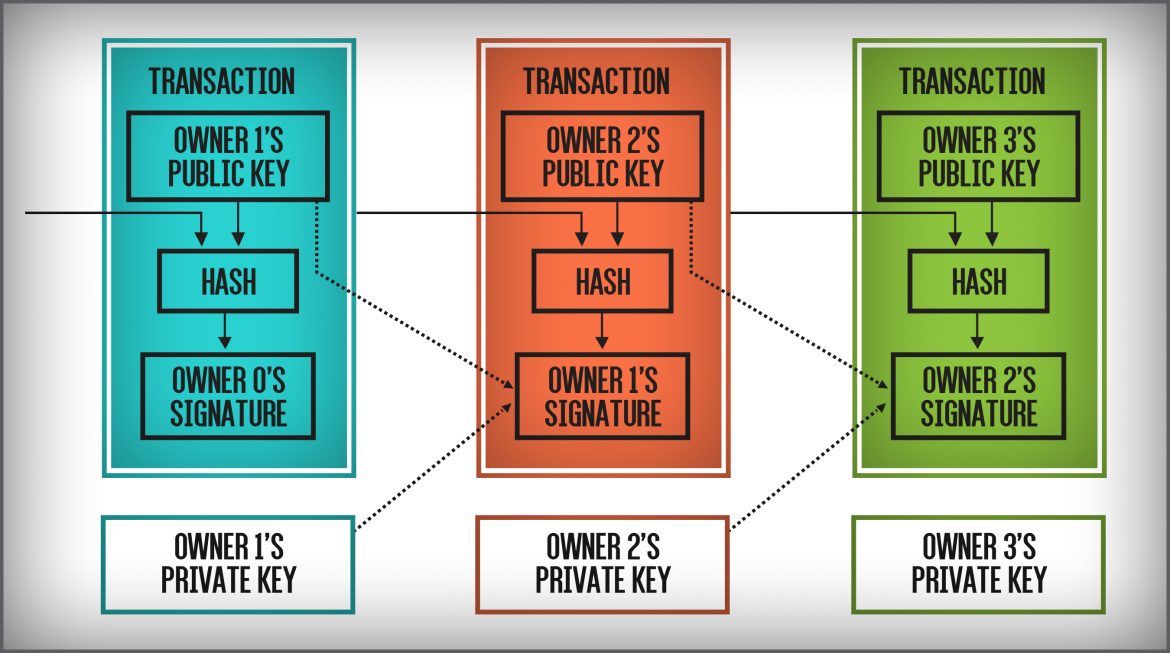 TRANSACTION
OWNER 1'S
PUBLIC KEY
HASH
OWNER 0'S
SIGNATURE
OWNER 1'S
PRIVATE KEY
TRANSACTION
OWNER 2'S
PUBLIC KEY
HASH
OWNER 1'S
SIGNATURE
OWNER 2'S
PRIVATE KEY
TRANSACTION
OWNER 3'S
PUBLIC KEY
HASH
OWNER 2'S
SIGNATURE
OWNER 3'S
PRIVATE KEY